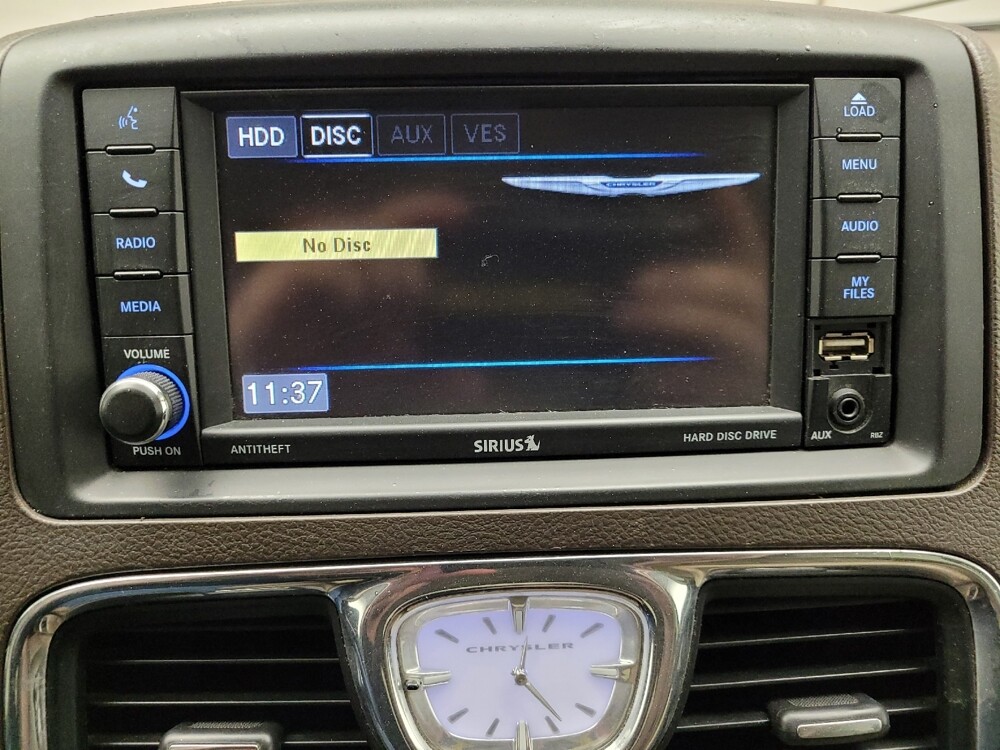 HDD DISC AUX VES
LOAD
CHRYSLER
MENU
RADIO
No Disc
AUDIO
MEDIA
MY
FILES
VOLUME
11:37
PUSH ON
ANTITHEFT
SIRIUS
HARD DISC DRIVE
AUX
RBZ
CHRYSLER